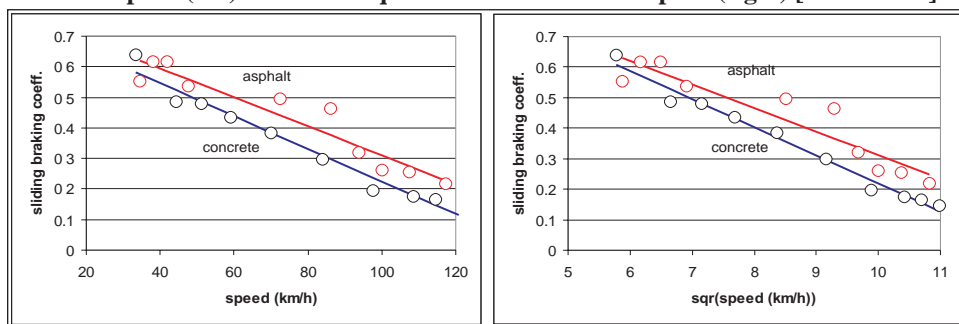 0.7
0.6
0.5
0.4
0.3
0.2
0.1
0
sliding braking coeff.
asphalt
concrete
20 40 60 80 100 120
speed (km/h)
0.7
0.6
0.5
0.4
0.3
0.2
0.1
0
sliding braking coeff.
asphalt
concrete
5 6 7 8 9 10 11
sqr(speed (km/h))